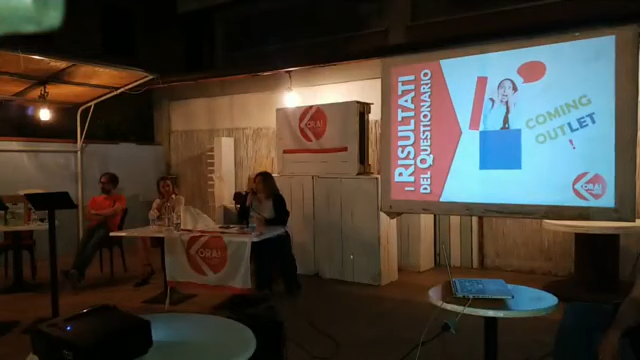 I RISULTATI
DEL QUESTIONARIO
COMING
OUTLET
!
ORA!
ORA!
ORA!